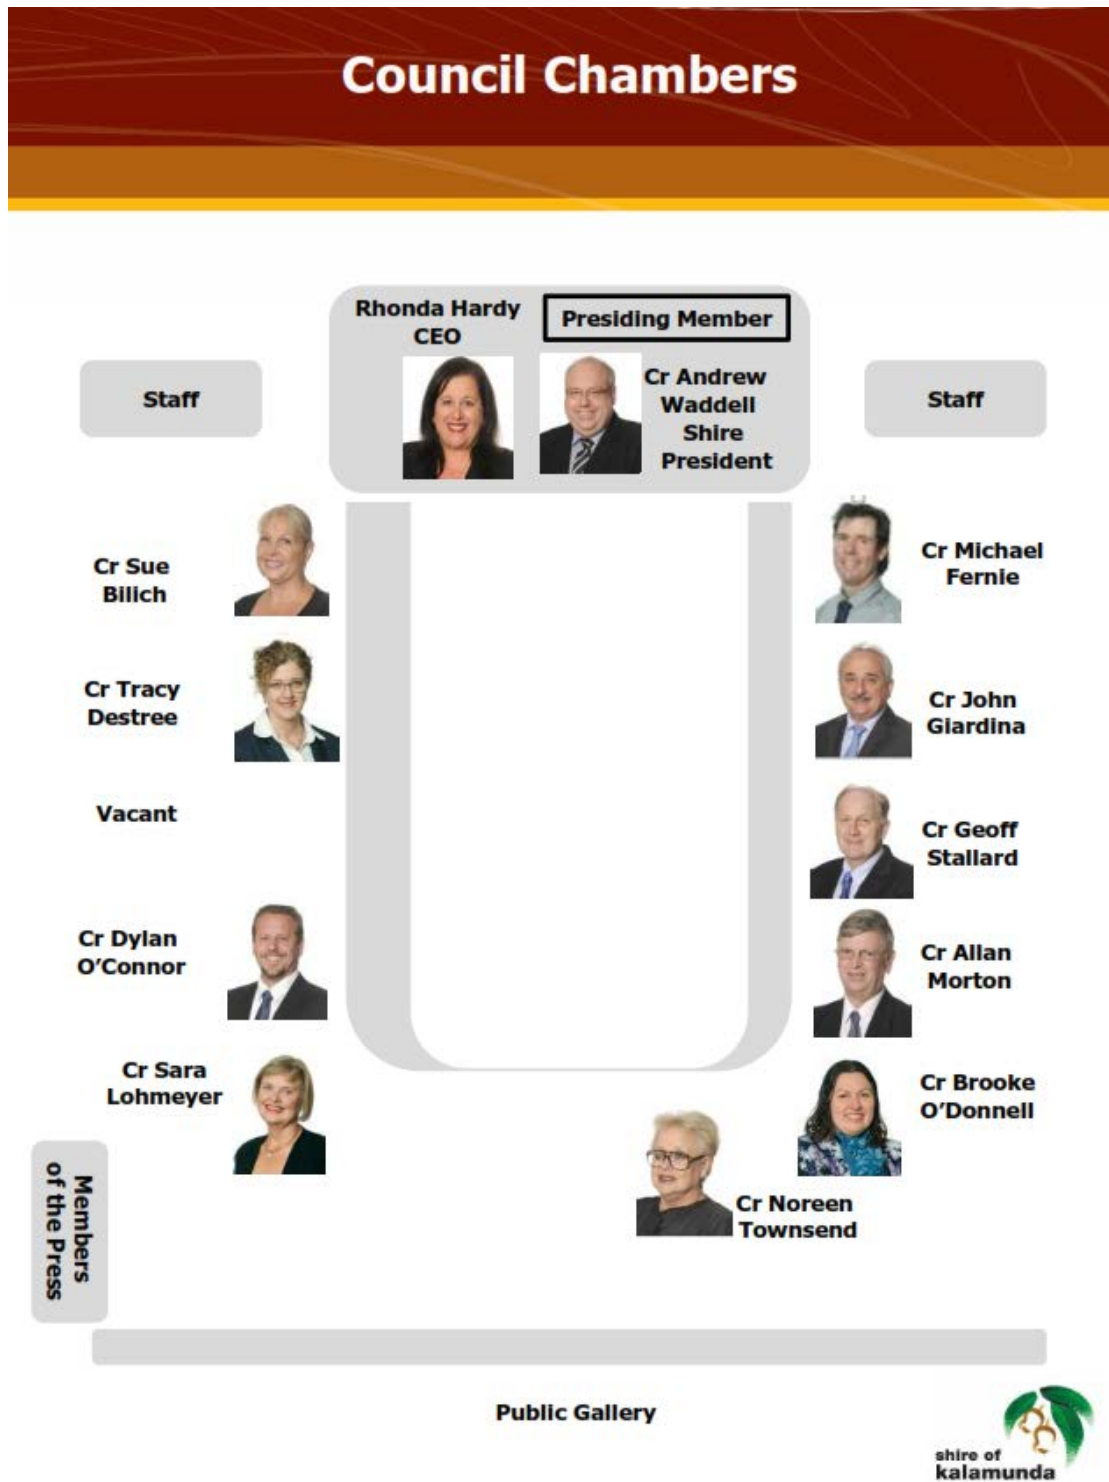 Council Chambers
Rhonda Hardy
CEO
Presiding Member
Cr Andrew
Waddell
Shire
President
Staff
Staff
Cr Sue
Bilich
Cr Michael
Fernie
Cr Tracy
Destree
Cr John
Giardina
Vacant
Cr Geoff
Stallard
Cr Dylan
O'Connor
Cr Allan
Morton
Cr Sara
Lohmeyer
Cr Brooke
O'Donnell
Cr Noreen
Townsend
Members
of the Press
Public Gallery
shire of
kalamunda